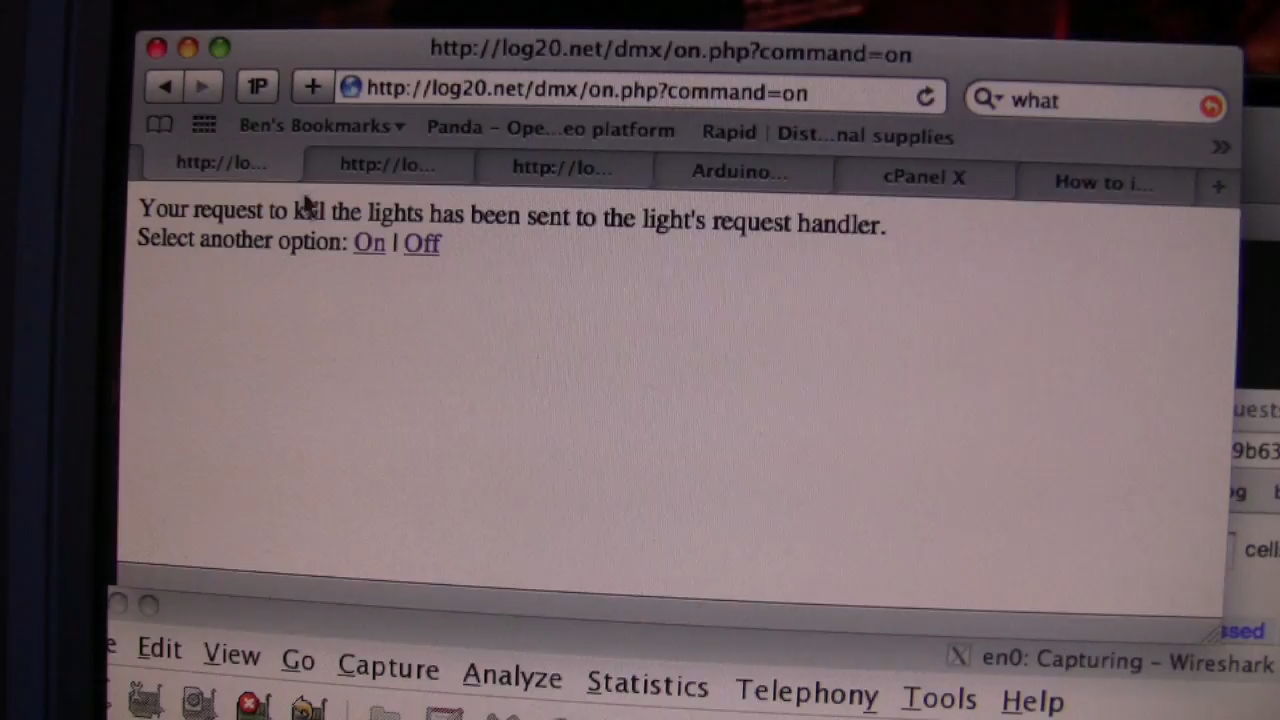 http://log20.net/dmx/on.php?command=on
1P + http://log20.net/dmx/on.php?command=on what
Ben's Bookmarks Panda - Ope...eo platform Rapid | Dist...nal supplies
http://lo... http://lo... http://lo... Arduino... cPanel X How to i... +
Your request to kill the lights has been sent to the light's request handler.
Select another option: On | Off
9b63
cell
en0: Capturing - Wireshark
Edit View Go Capture Analyze Statistics Telephony Tools Help